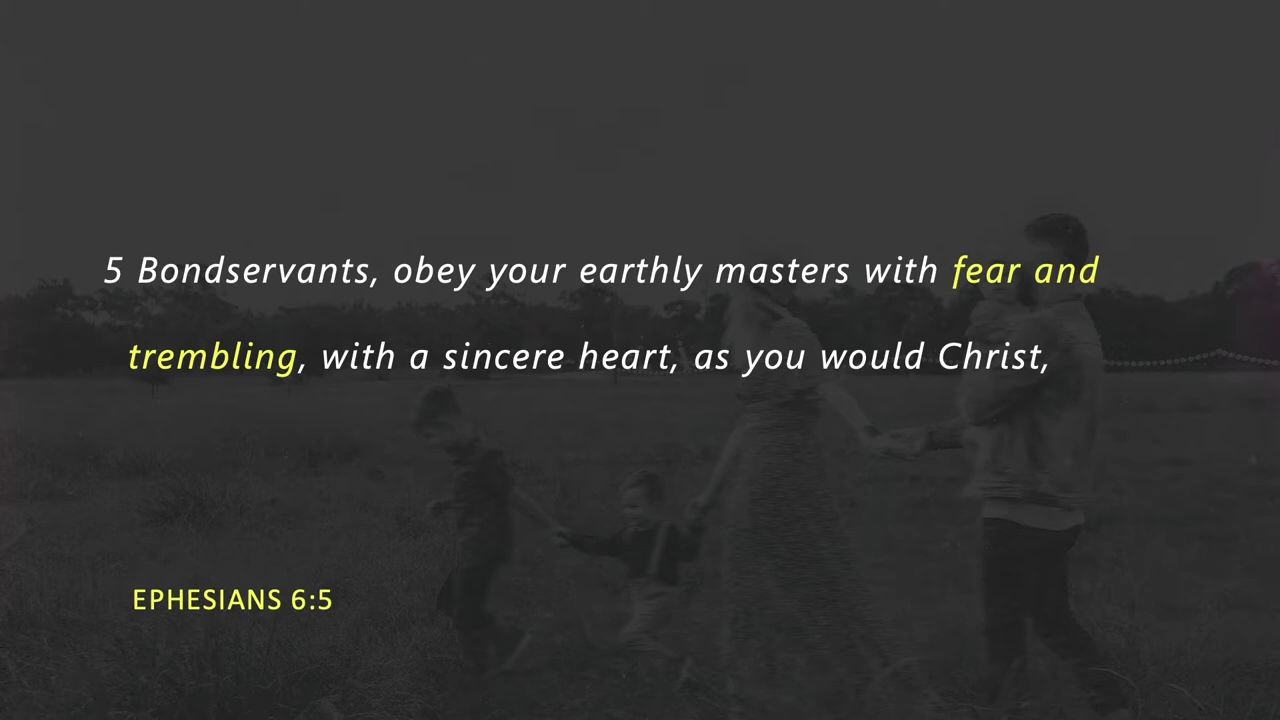 5 Bondservants, obey your earthly masters with fear and
trembling, with a sincere heart, as you would Christ,
EPHESIANS 6:5